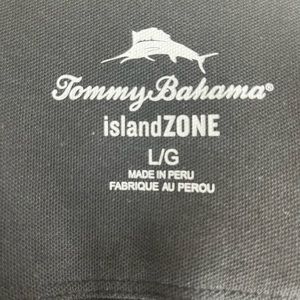 Tommy Bahama®
islandZONE
L/G
MADE IN PERU
FABRIQUE AU PEROU